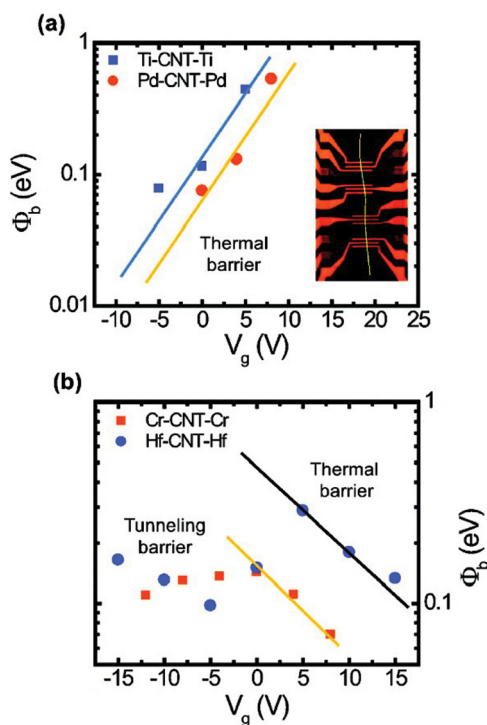 (a)
1
Ti-CNT-Ti
Pd-CNT-Pd
0.1
Φb (eV)
Thermal
barrier
0.01
-10 -5 0 5 10 15 20 25
Vg (V)
(b)
1
Cr-CNT-Cr
Hf-CNT-Hf
Thermal
barrier
Tunneling
barrier
Φb (eV)
0.1
-15 -10 -5 0 5 10 15
Vg (V)